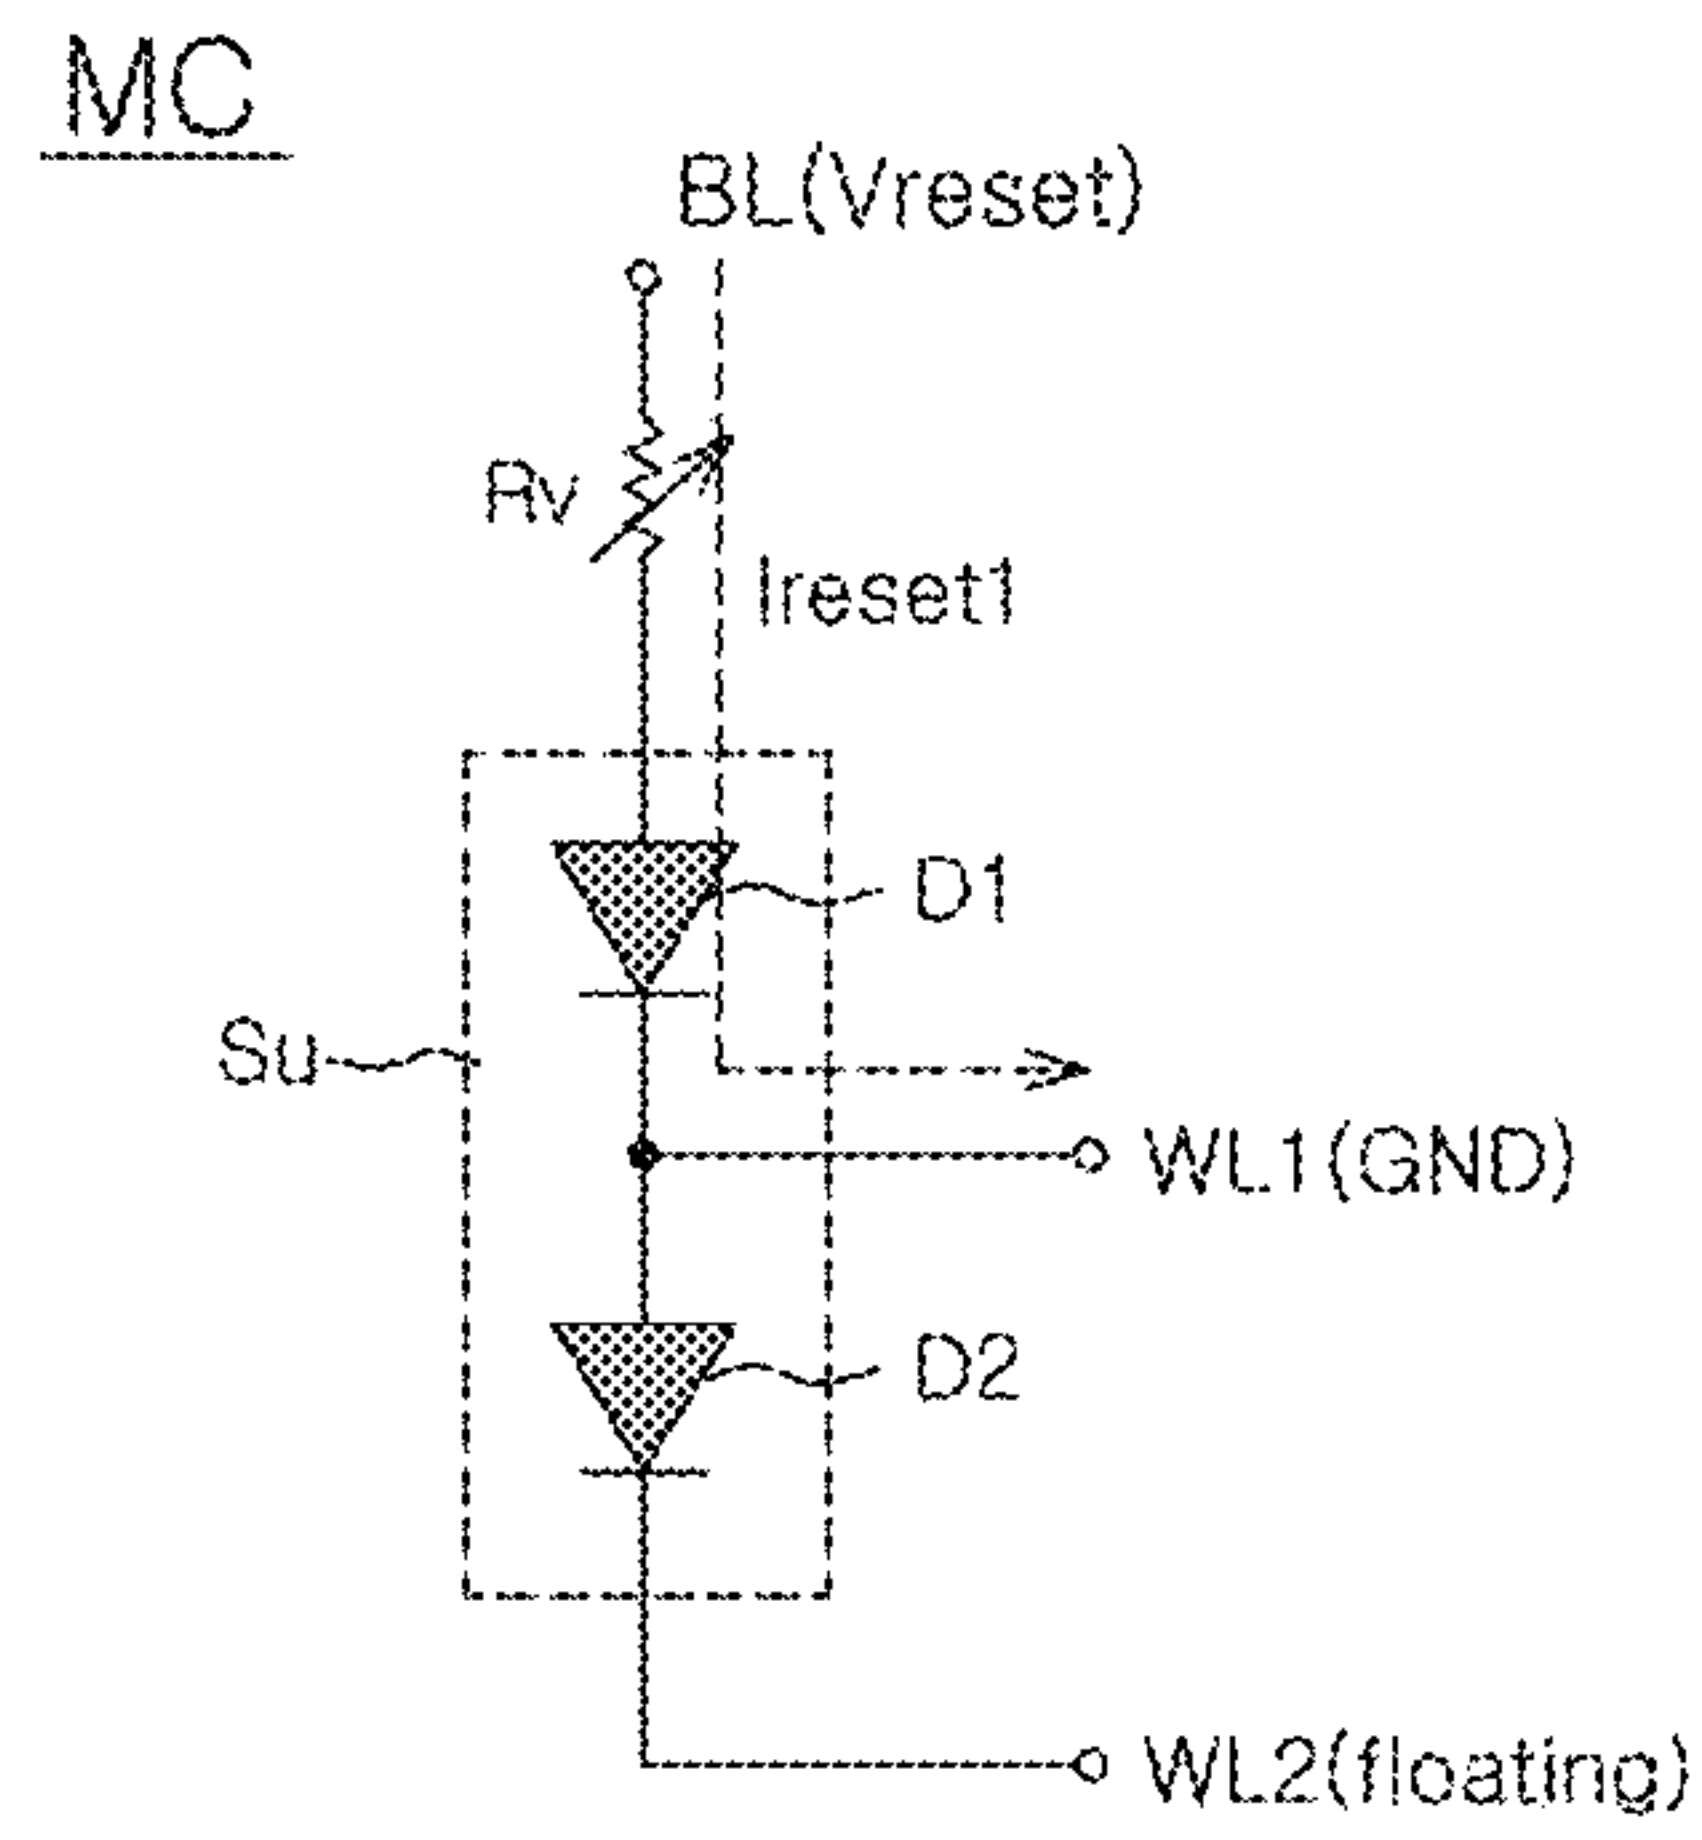 MC
BL(Vreset)
Rv
Ireset1
D1
Su
WL1(GND)
D2
WL2(floating)